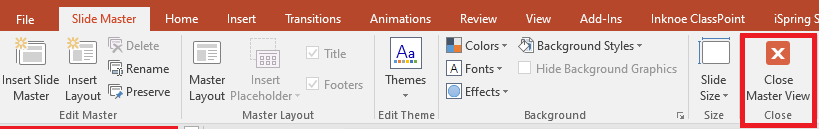 File Slide Master Home Insert Transitions Animations Review View Add-Ins Inknoe ClassPoint iSpring S
Insert Slide Master
Insert Layout
Delete
Rename
Preserve
Edit Master
Master Layout
Insert Placeholder
Title
Footers
Master Layout
Aa
Themes
Edit Theme
Colors
A Fonts
Effects
Background Styles
Hide Background Graphics
Background
Slide Size
Size
Close
Master View
Close